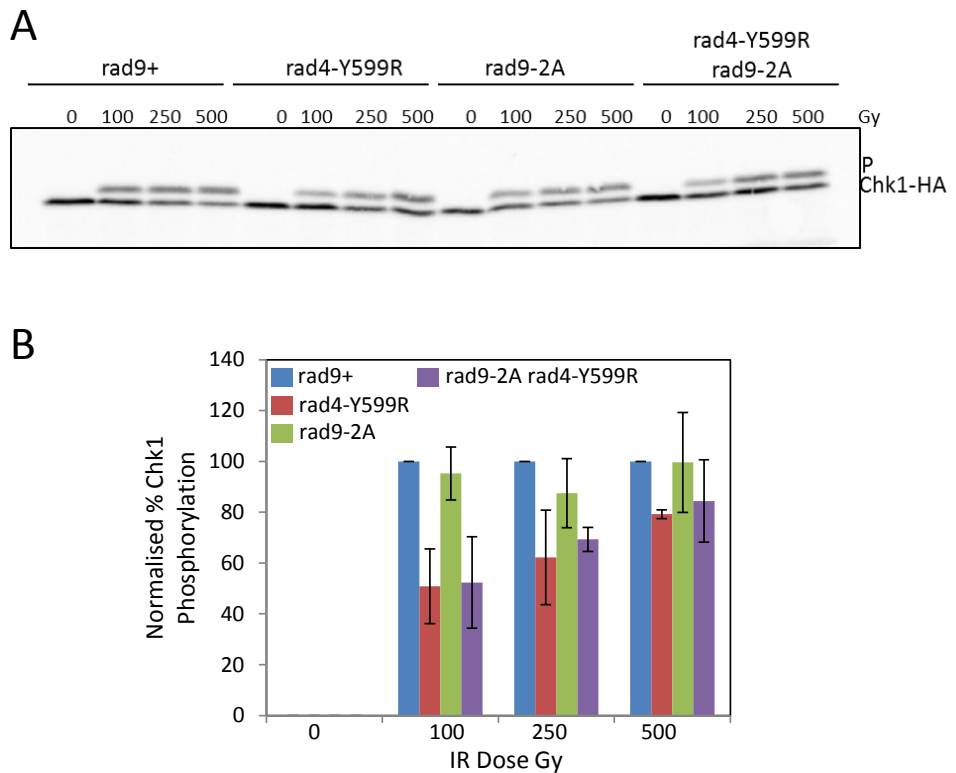 A
rad4-Y599R
rad9+ rad4-Y599R rad9-2A rad9-2A
0 100 250 500 0 100 250 500 0 100 250 500 0 100 250 500 Gy
P
Chk1-HA
B
Normalised % Chk1
Phosphorylation
140
120
100
80
60
40
20
0
rad9+ rad9-2A rad4-Y599R
rad4-Y599R
rad9-2A
0 100 250 500
IR Dose Gy